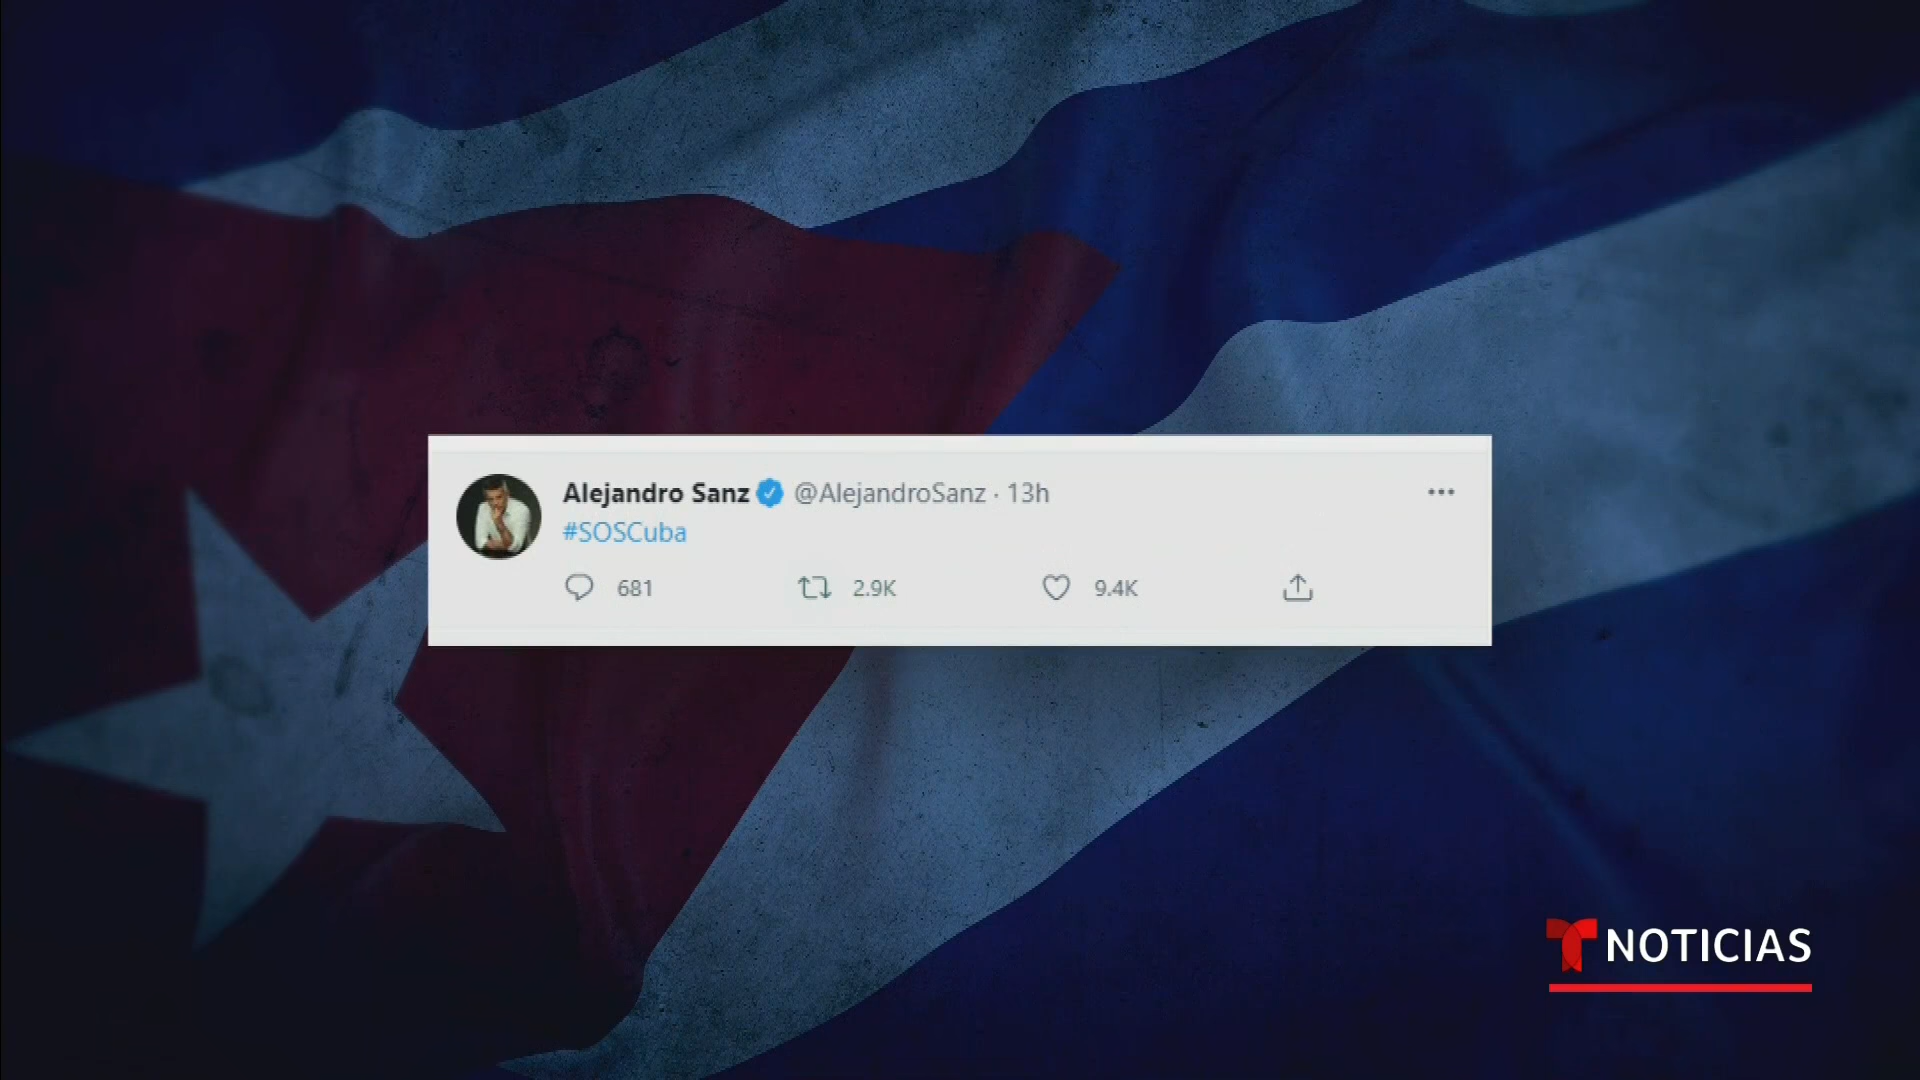 Alejandro Sanz @AlejandroSanz · 13h
#SOSCuba
681 2.9K 9.4K
NOTICIAS